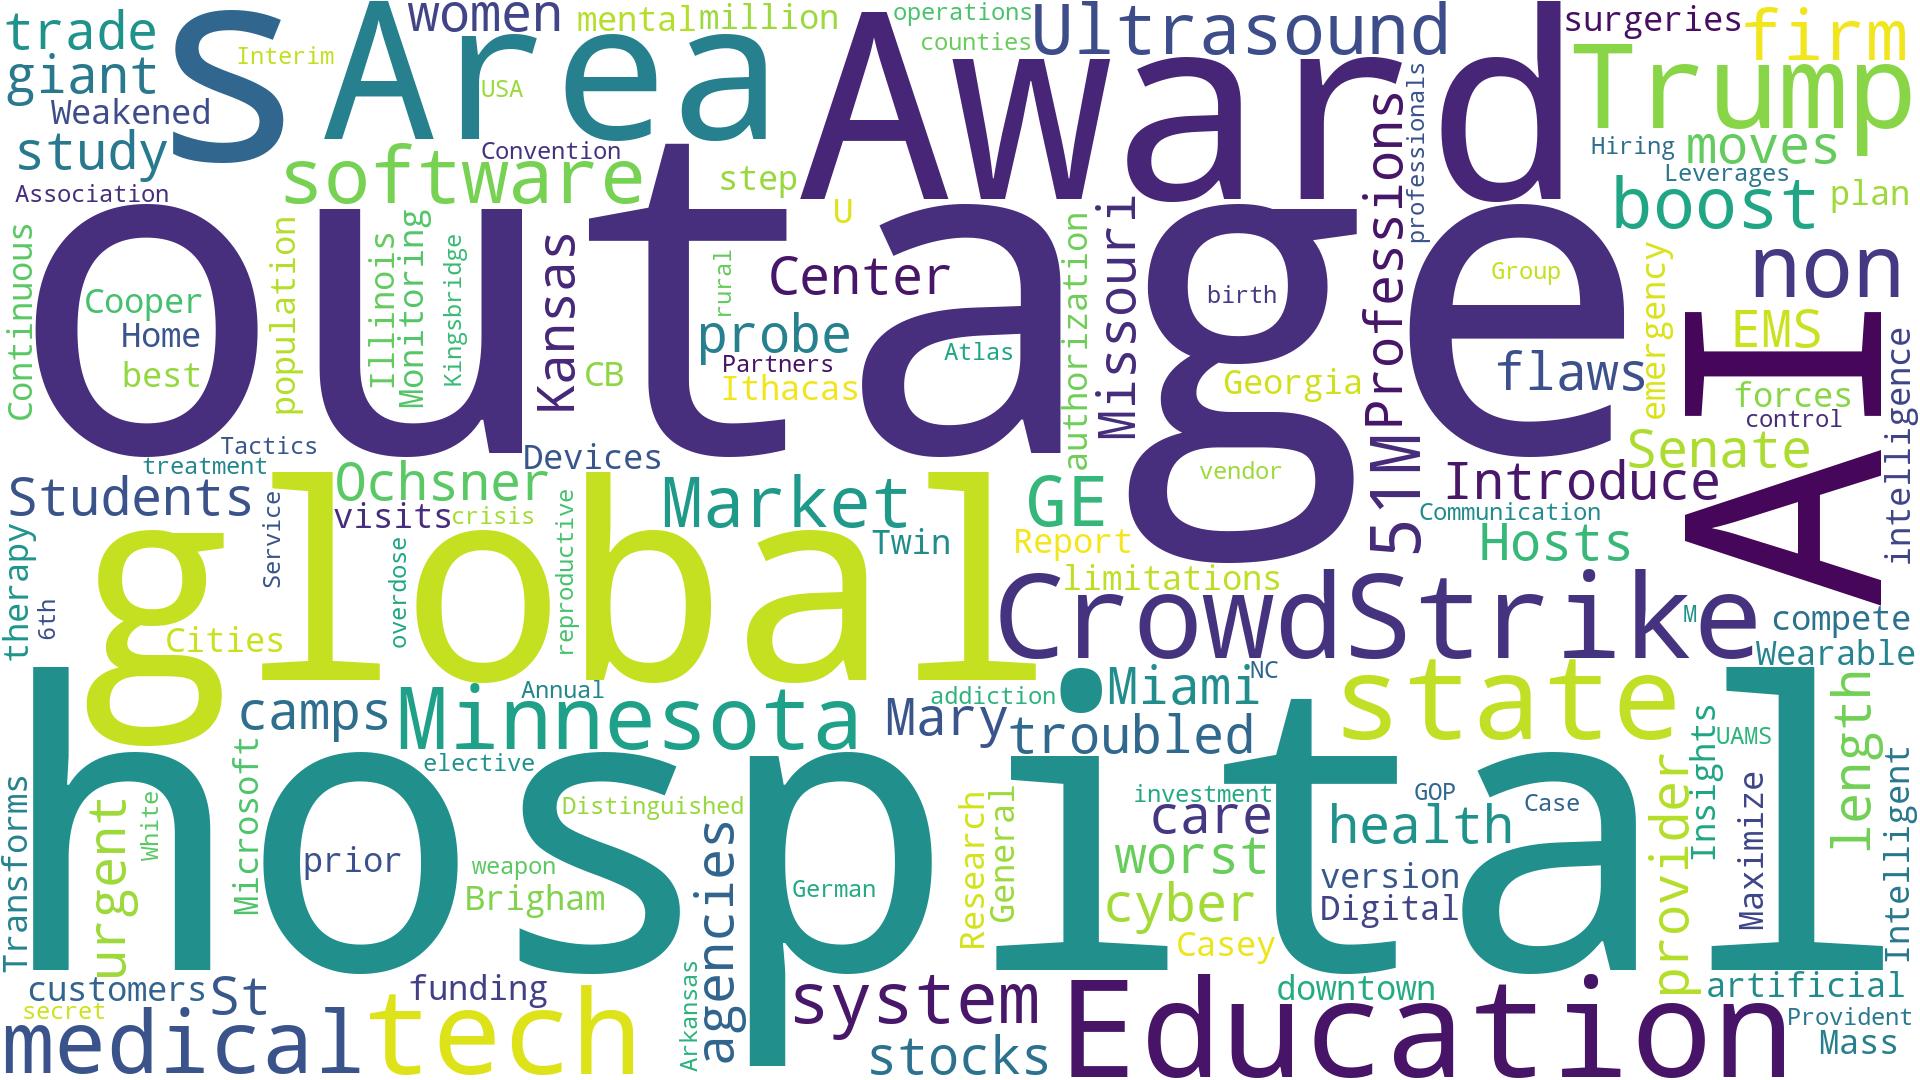 trade
giant
Weakened
study
Association
s
Interim
Area
women
USA
mental
million
operations
counties
Ultrasound
Award
surgeries
firm
Trump
Hiring
moves
Leverages
boost
plan
software
Convention
step
U
Professions
professionals
outage
Continuous
Cooper
Home
best
population
Illinois
Monitoring
Kingsbridge
Kansas
CB
rural
Center
probe
Partners
Ithacas
Atlas
authorization
Missouri
birth
Georgia
vendor
Group
flaws
emergency
non
EMS
forces
control
AI
intelligence
Tactics
treatment
Students
Service
Ochsner
visits
crisis
Devices
Market
Twin
GE
Report
limitations
51M
Introduce
Senate
Communication
Hosts
therapy
6th
global
Cities
overdose
reproductive
CrowdStrike
M
compete
Wearable
camps
Minnesota
Annual
elective
Mary
addiction
troubled
Miami
NC
state
Insights
UAMS
length
hospital
Transforms
urgent
White
Microsoft
prior
weapon
Brigham
Distinguished
agencies
German
Research
General
investment
care
worst
cyber
Casey
health
GOP
Case
version
Digital
provider
Maximize
Intelligent
customers
secret
St
medical
funding
tech
Arkansas
system
stocks
downtown
Education
artificial
Provident
Mass